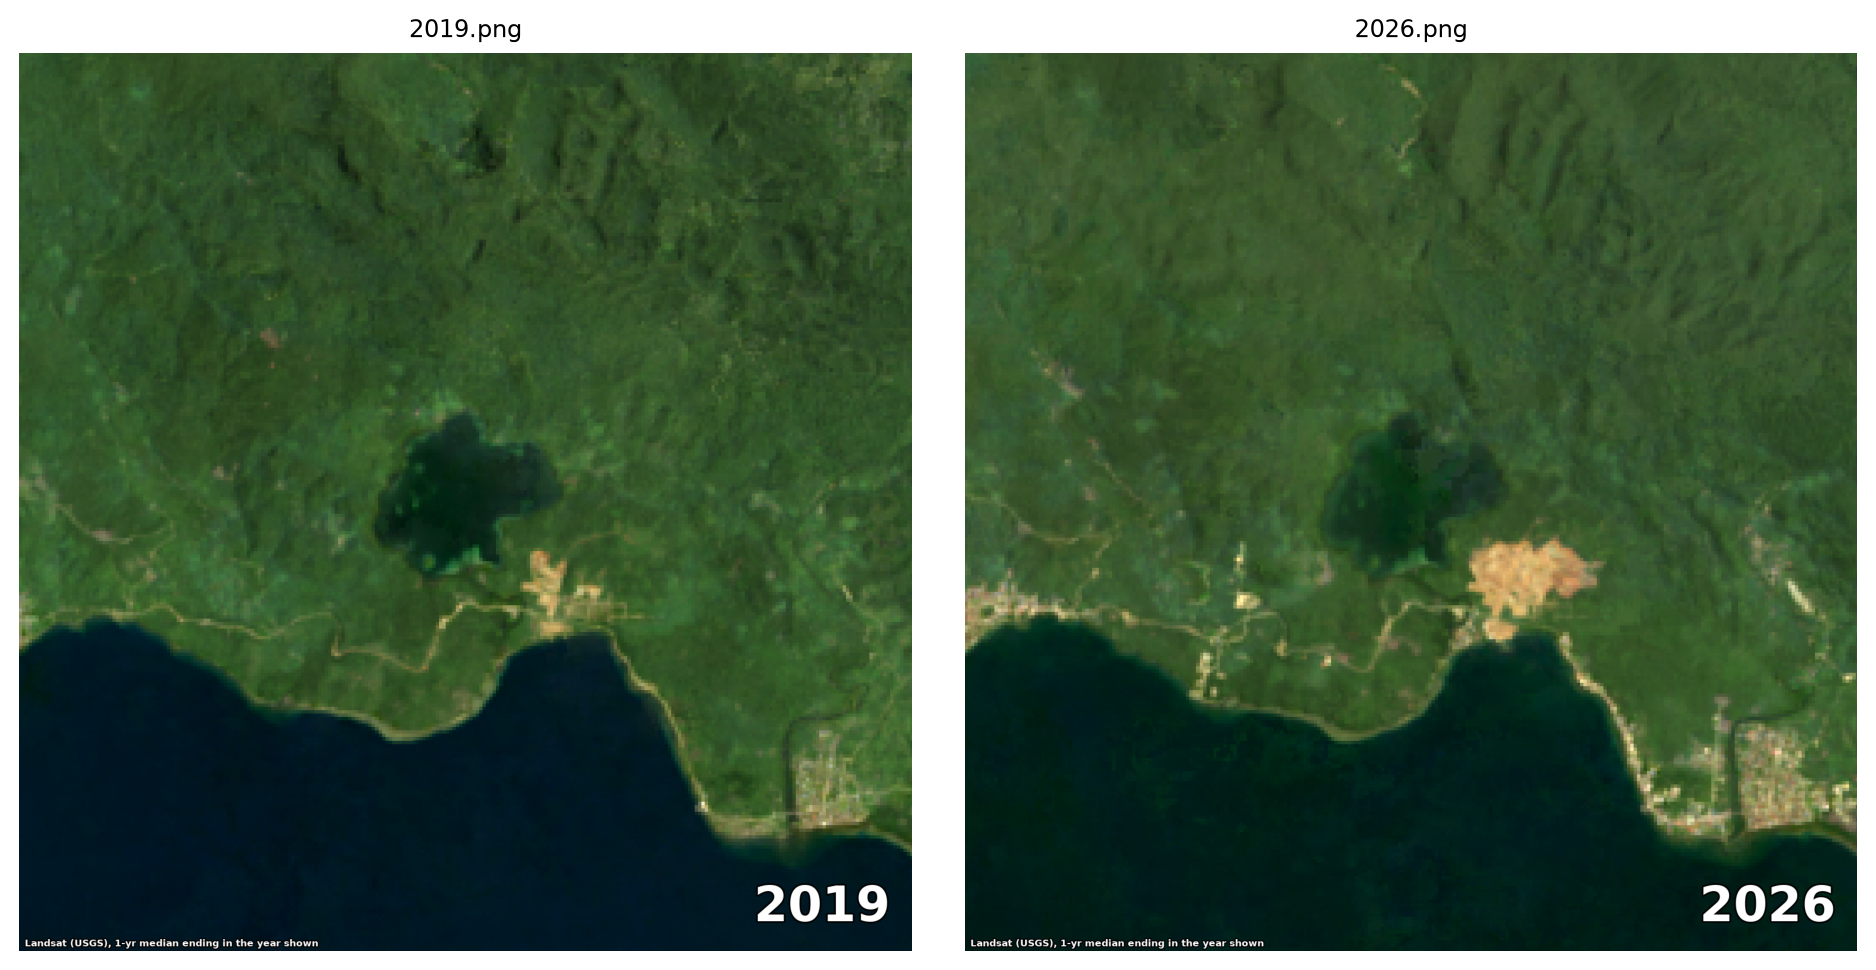 2019.png
2026.png
2019
2026
Landsat (USGS), 1-yr median ending in the year shown
Landsat (USGS), 1-yr median ending in the year shown